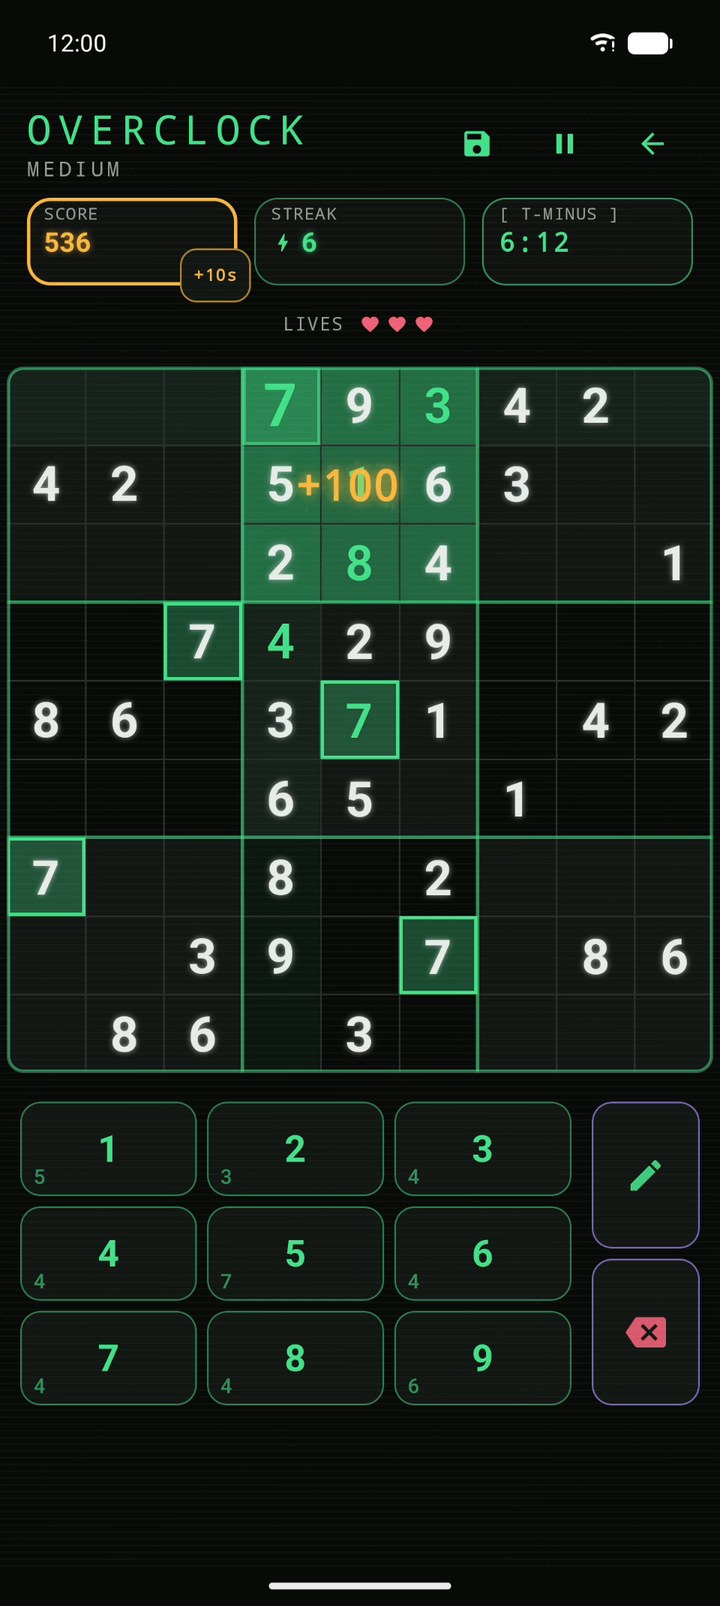 12:00
OVERCLOCK
MEDIUM
SCORE STREAK [ T-MINUS ]
536 6 6:12
+10s
LIVES
7 9 3 4 2
4 2 5 +100 6 3
2 8 4 1
7 4 2 9
8 6 3 7 1 4 2
6 5 1
7 8 2
3 9 7 8 6
8 6 3
1 2 3
5 3 4
4 5 6
4 7 4
7 8 9
4 4 6